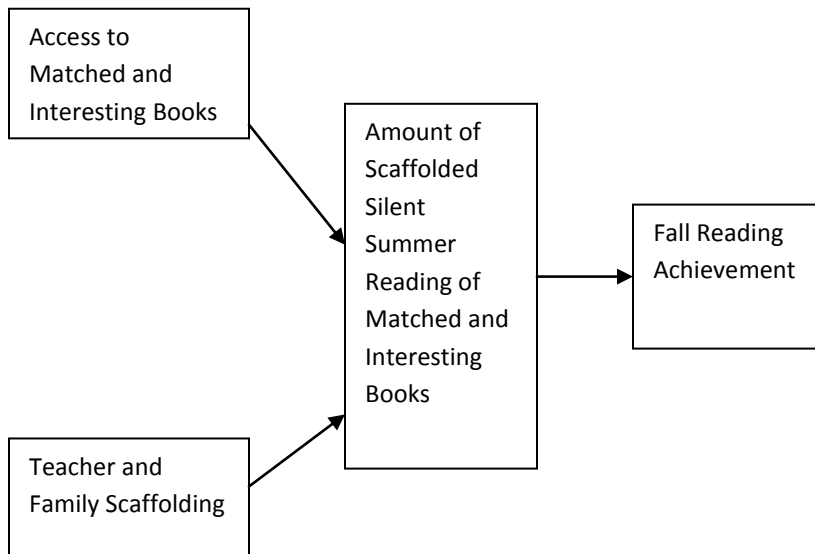 Access to
Matched and
Interesting Books
Amount of
Scaffolded
Silent
Summer
Reading of
Matched and
Interesting
Books
Fall Reading
Achievement
Teacher and
Family Scaffolding